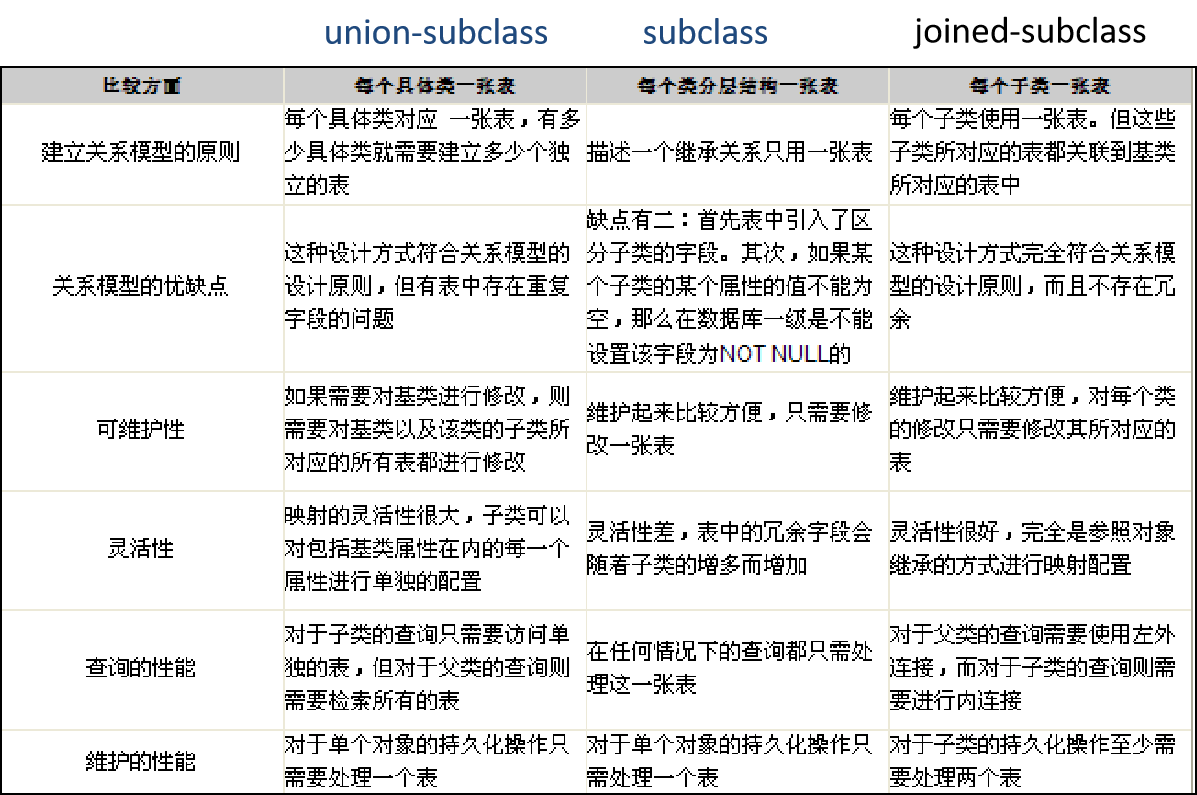 union-subclass subclass joined-subclass
比较方面 每个具体类一张表 每个类分层结构一张表 每个子类一张表
建立关系模型的原则
每个具体类对应 一张表，有多
少具体类就需要建立多少个独
立的表
描述一个继承关系只用一张表
每个子类使用一张表。但这些
子类所对应的表都关联到基类
所对应的表中
关系模型的优缺点
这种设计方式符合关系模型的
设计原则，但有表中存在重复
字段的问题
缺点有二：首先表中引入了区
分子类的字段。其次，如果某
个子类的某个属性的值不能为
空，那么在数据库一级是不能
设置该字段为NOT NULL的
这种设计方式完全符合关系模
型的设计原则，而且不存在冗
余
可维护性
如果需要对基类进行修改，则
需要对基类以及该类的子类所
对应的所有表都进行修改
维护起来比较方便，只需要修
改一张表
维护起来比较方便，对每个类
的修改只需要修改其所对应的
表
灵活性
映射的灵活性很大，子类可以
对包括基类属性在内的每一个
属性进行单独的配置
灵活性差，表中的冗余字段会
随着子类的增多而增加
灵活性很好，完全是参照对象
继承的方式进行映射配置
查询的性能
对于子类的查询只需要访问单
独的表，但对于父类的查询则
需要检索所有的表
在任何情况下的查询都只需处
理这一张表
对于父类的查询需要使用左外
连接，而对于子类的查询则需
要进行内连接
维护的性能
对于单个对象的持久化操作只
需要处理一个表
对于单个对象的持久化操作只
需处理一个表
对于子类的持久化操作至少需
要处理两个表